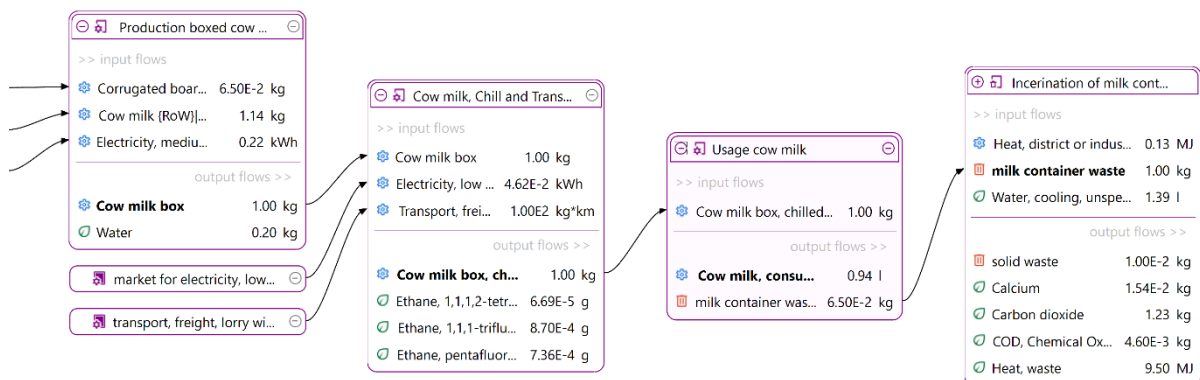 Production boxed cow ...
>> input flows
Corrugated boar... 6.50E-2 kg
Cow milk {RoW}|... 1.14 kg
Electricity, mediu... 0.22 kWh
output flows >>
Cow milk box 1.00 kg
Water 0.20 kg
market for electricity, low...
transport, freight, lorry wi...
Cow milk, Chill and Trans...
>> input flows
Cow milk box 1.00 kg
Electricity, low ... 4.62E-2 kWh
Transport, frei... 1.00E2 kg*km
output flows >>
Cow milk box, ch... 1.00 kg
Ethane, 1,1,1,2-tetr... 6.69E-5 g
Ethane, 1,1,1-triflu... 8.70E-4 g
Ethane, pentafluor... 7.36E-4 g
Usage cow milk
>> input flows
Cow milk box, chilled... 1.00 kg
output flows >>
Cow milk, consu... 0.94 l
milk container was... 6.50E-2 kg
Incerination of milk cont...
>> input flows
Heat, district or indus... 0.13 MJ
milk container waste 1.00 kg
Water, cooling, unspe... 1.39 l
output flows >>
solid waste 1.00E-2 kg
Calcium 1.54E-2 kg
Carbon dioxide 1.23 kg
COD, Chemical Ox... 4.60E-3 kg
Heat, waste 9.50 MJ